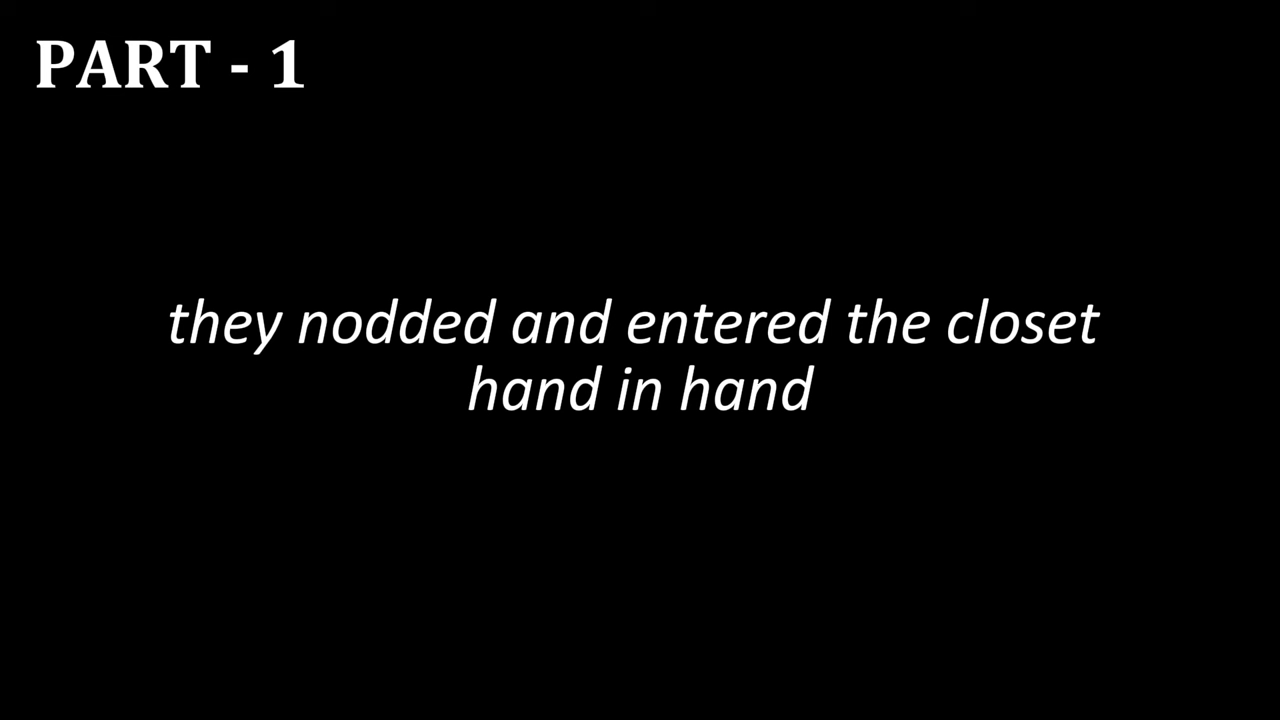 PART - 1
they nodded and entered the closet
hand in hand